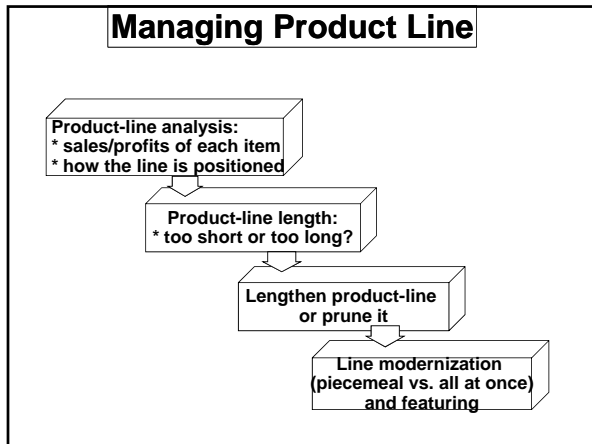 Managing Product Line
Product-line analysis:
* sales/profits of each item
* how the line is positioned
Product-line length:
* too short or too long?
Lengthen product-line
or prune it
Line modernization
(piecemeal vs. all at once)
and featuring